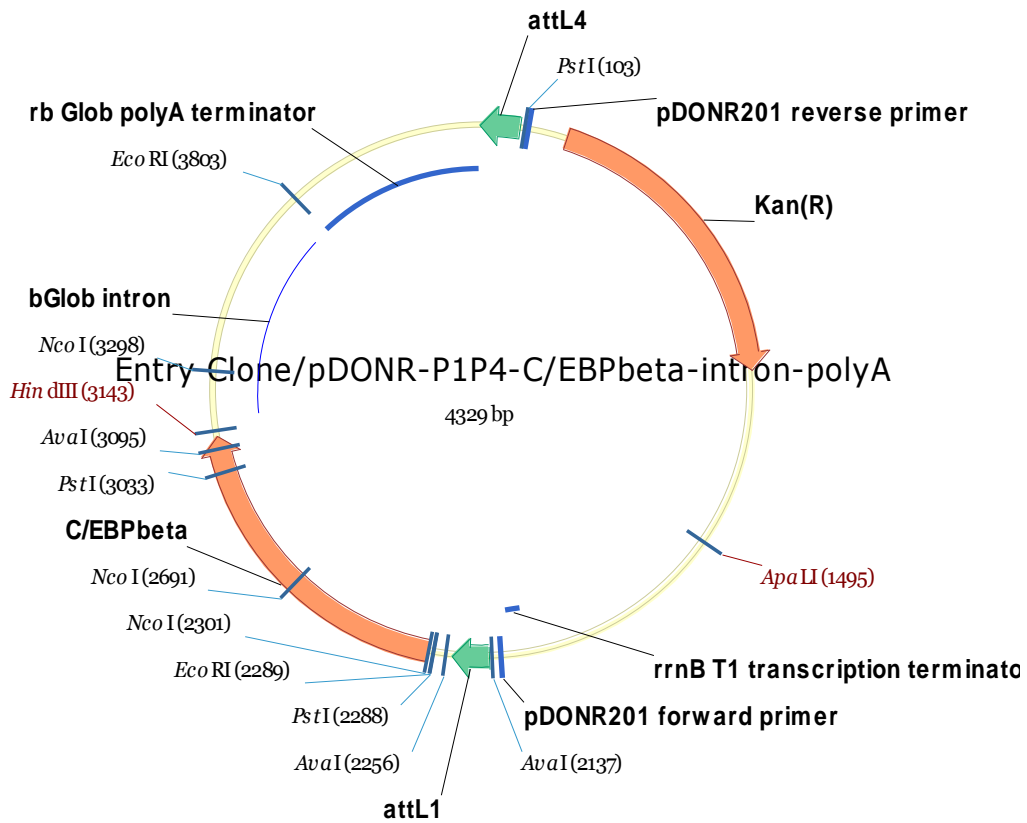 attL4
PstI (103)
rb Glob polyA terminator
pDONR201 reverse primer
EcoRI (3803)
Kan(R)
bGlob intron
NcoI (3298)
Entry Clone/pDONR-P1P4-C/EBPbeta-intron-polyA
HindIII (3143)
4329 bp
AvaI (3095)
PstI (3033)
C/EBPbeta
NcoI (2691)
ApaLI (1495)
NcoI (2301)
EcoRI (2289)
rrnB T1 transcription terminato
PstI (2288)
pDONR201 forward primer
AvaI (2256)
AvaI (2137)
attL1